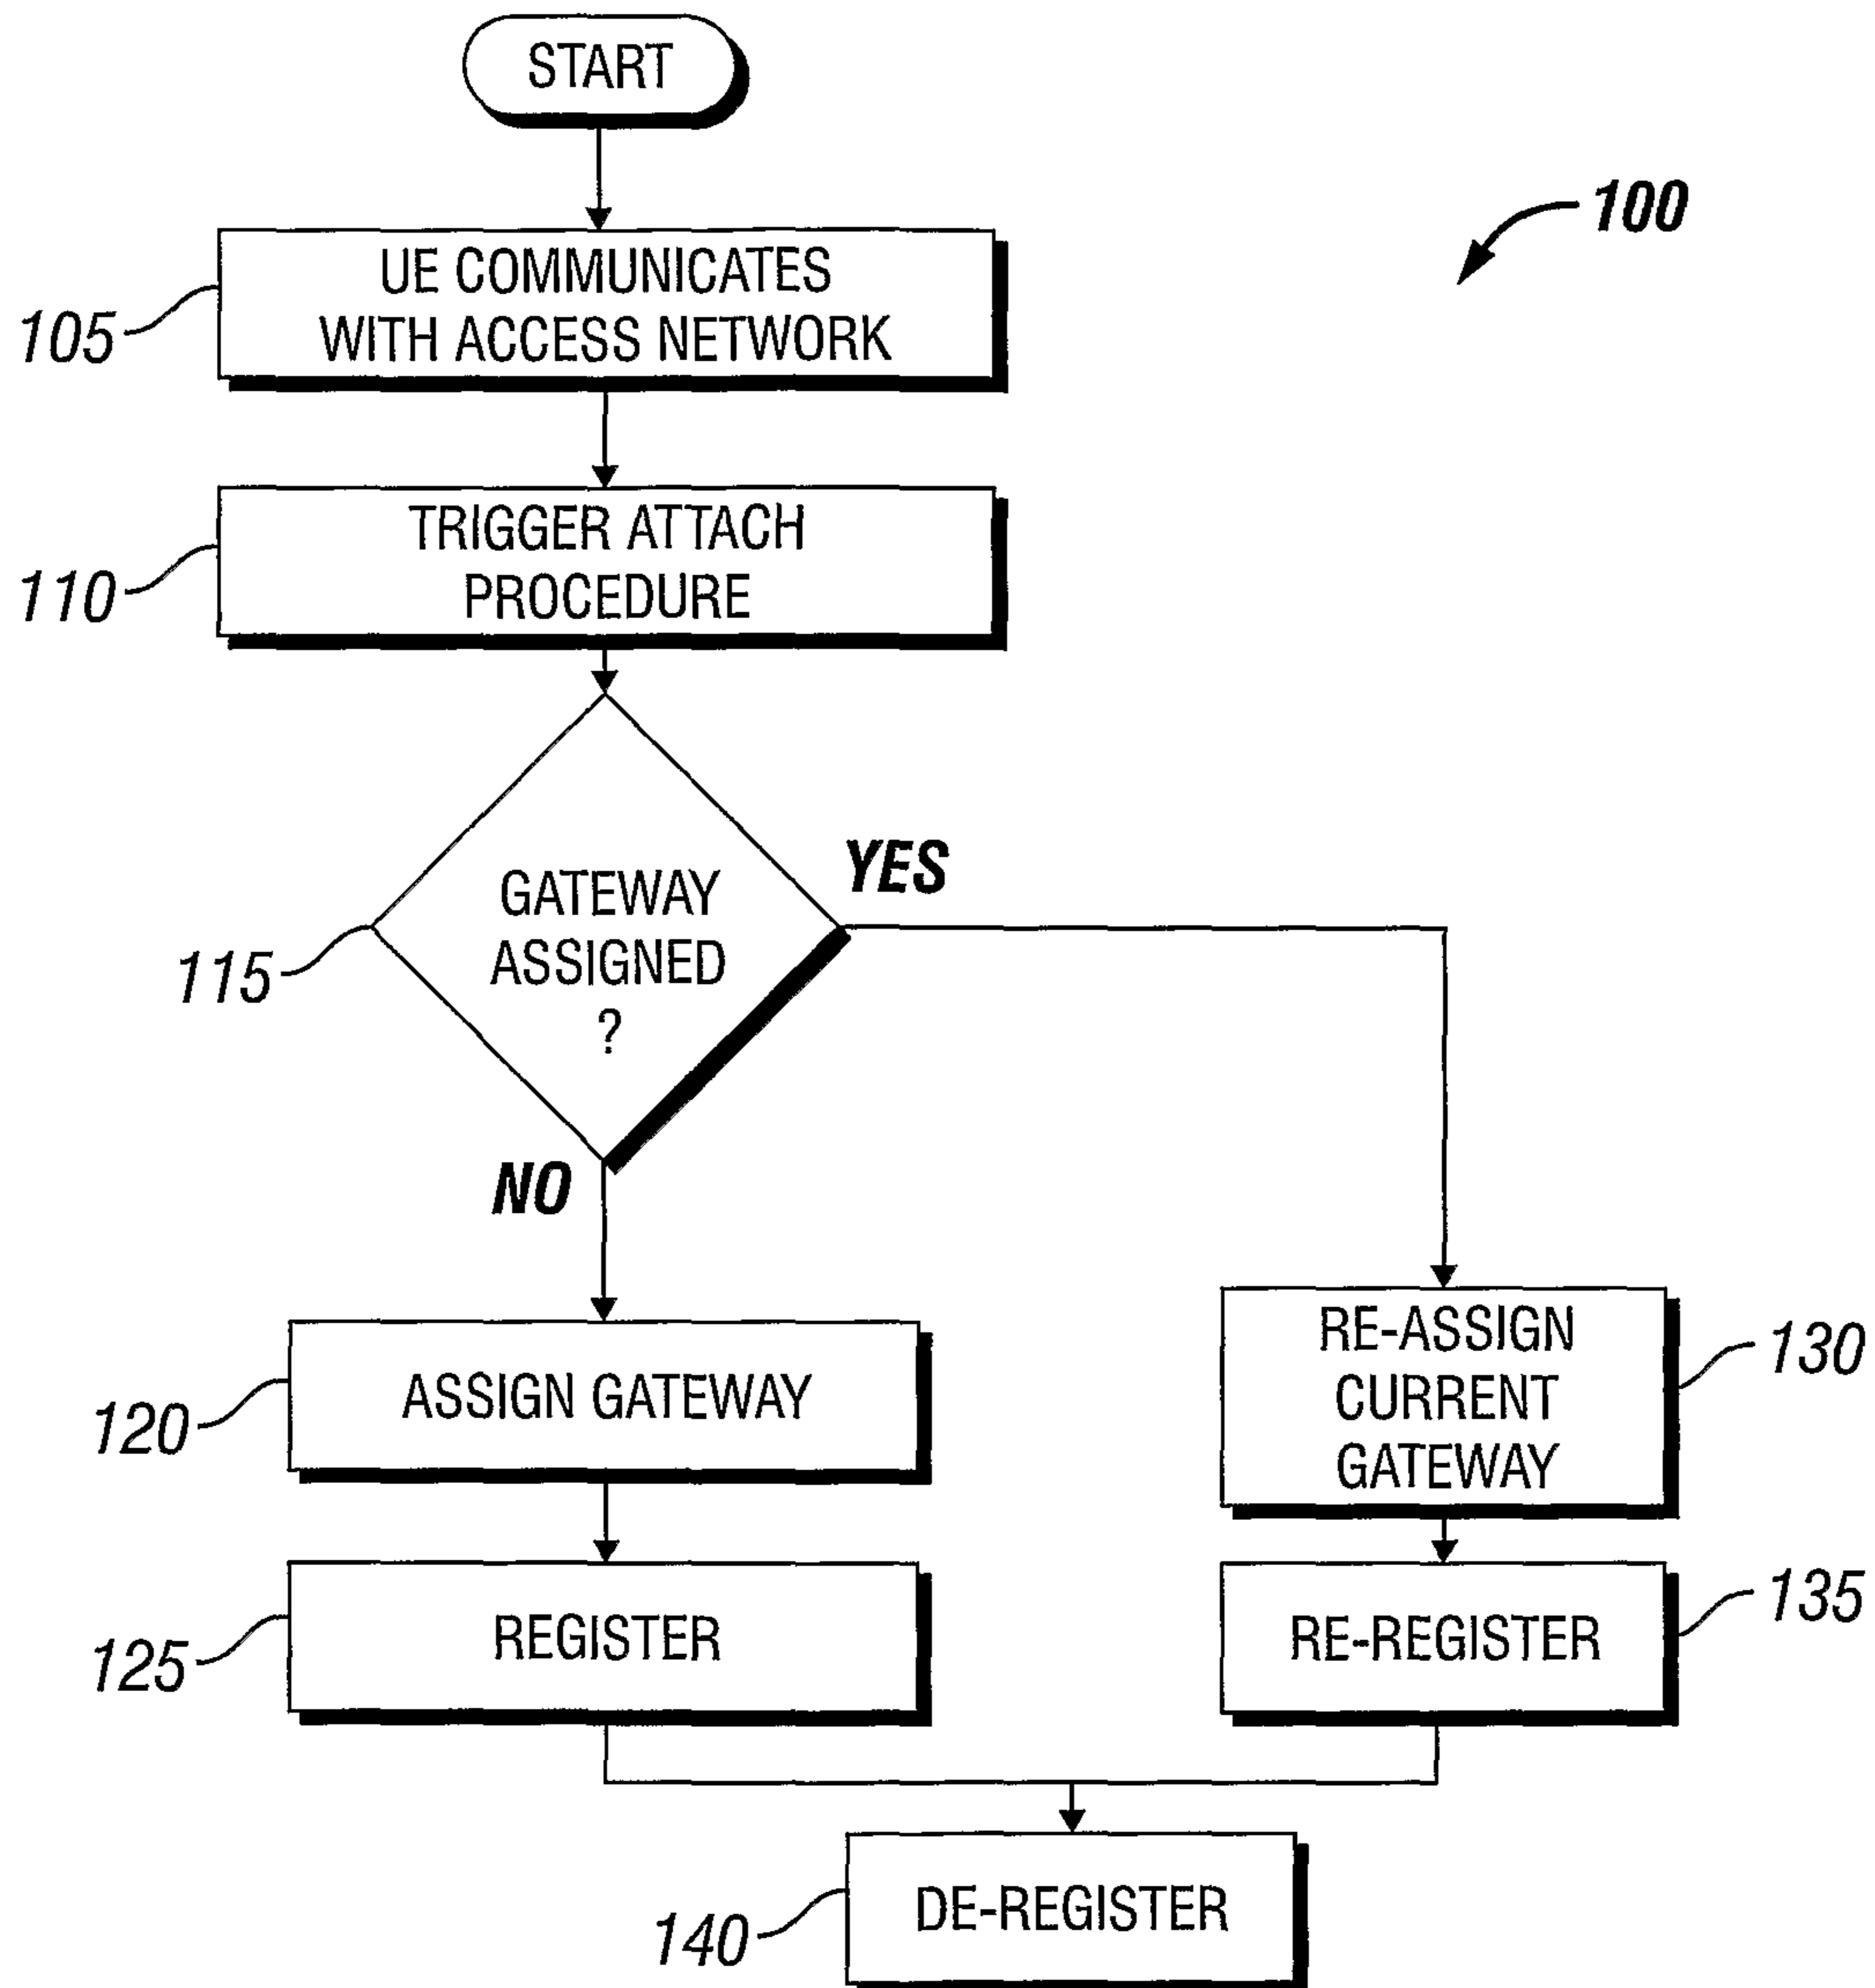 START
100
UE COMMUNICATES
WITH ACCESS NETWORK
105
TRIGGER ATTACH
PROCEDURE
110
YES
GATEWAY
ASSIGNED
?
115
NO
RE-ASSIGN
CURRENT
GATEWAY
130
ASSIGN GATEWAY
120
REGISTER
125
RE-REGISTER
135
DE-REGISTER
140